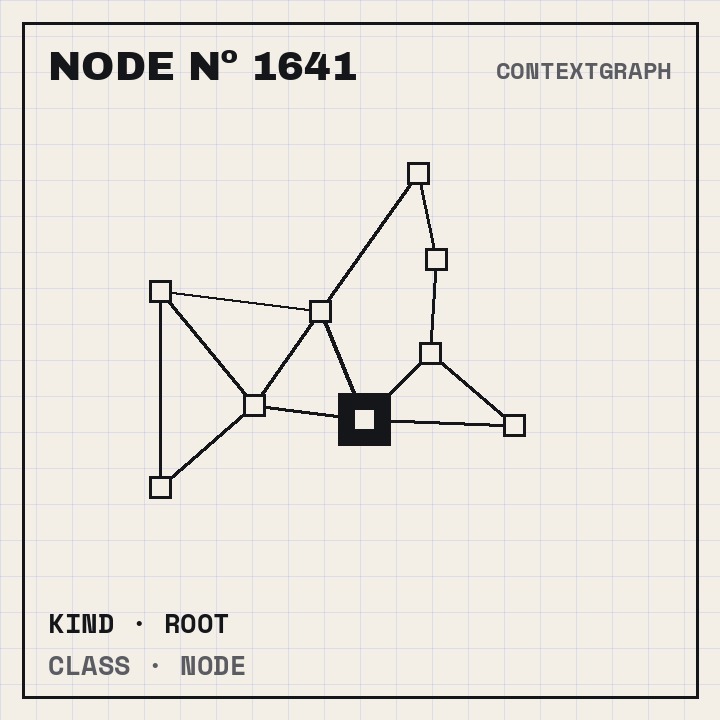 NODE Nº 1641
CONTEXTGRAPH
KIND · ROOT
CLASS · NODE